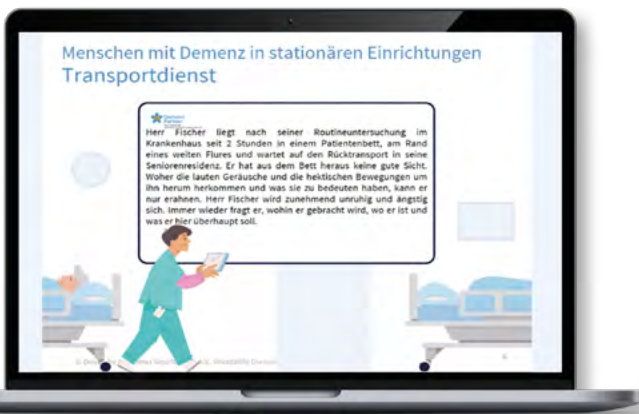 Menschen mit Demenz in stationären Einrichtungen
Transportdienst
Demenz
Partner
Herr Fischer liegt nach seiner Routineuntersuchung im
Krankenhaus seit 2 Stunden in einem Patientenbett, am Rand
eines weiten Flures und wartet auf den Rücktransport in seine
Seniorenresidenz. Er hat aus dem Bett heraus keine gute Sicht.
Woher die lauten Geräusche und die hektischen Bewegungen um
ihn herum herkommen und was sie zu bedeuten haben, kann er
nur erahnen. Herr Fischer wird zunehmend unruhig und ängstig
sich. Immer wieder fragt er, wohin er gebracht wird, wo er ist und
was er hier überhaupt soll.
6